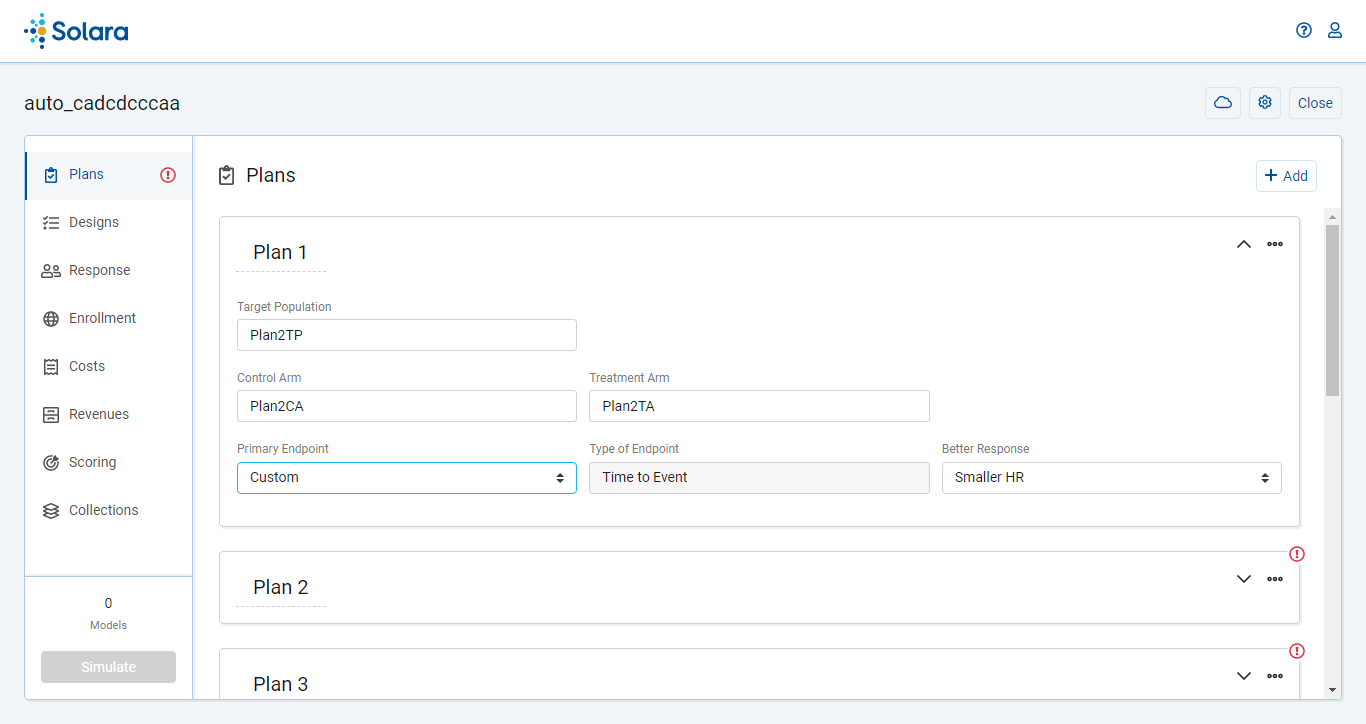 Solara
auto_cadcdcccaa
Close
Plans
Designs
Response
Enrollment
Costs
Revenues
Scoring
Collections
0
Models
Simulate
Plans
+ Add
Plan 1
Target Population
Plan2TP
Control Arm Treatment Arm
Plan2CA Plan2TA
Primary Endpoint Type of Endpoint Better Response
Custom Time to Event Smaller HR
Plan 2
Plan 3